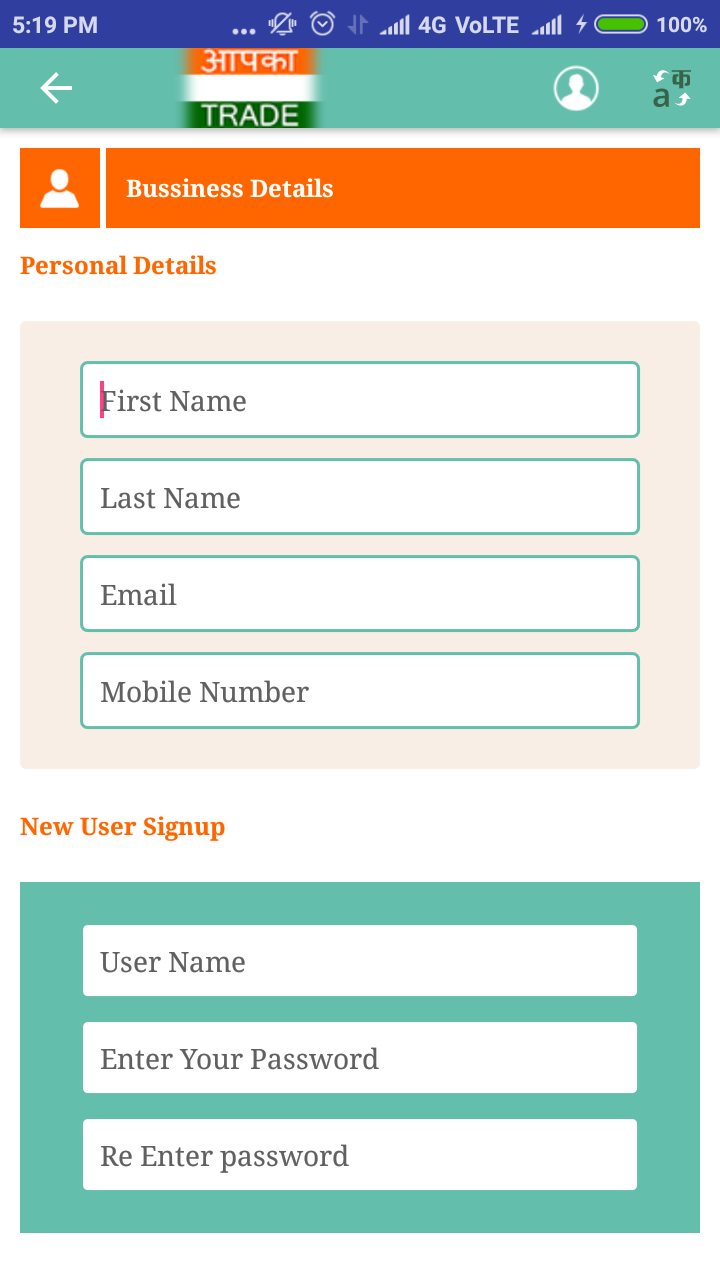 5:19 PM ... 4G VoLTE 100%
आपका
TRADE
a क
Bussiness Details
Personal Details
First Name
Last Name
Email
Mobile Number
New User Signup
User Name
Enter Your Password
Re Enter password